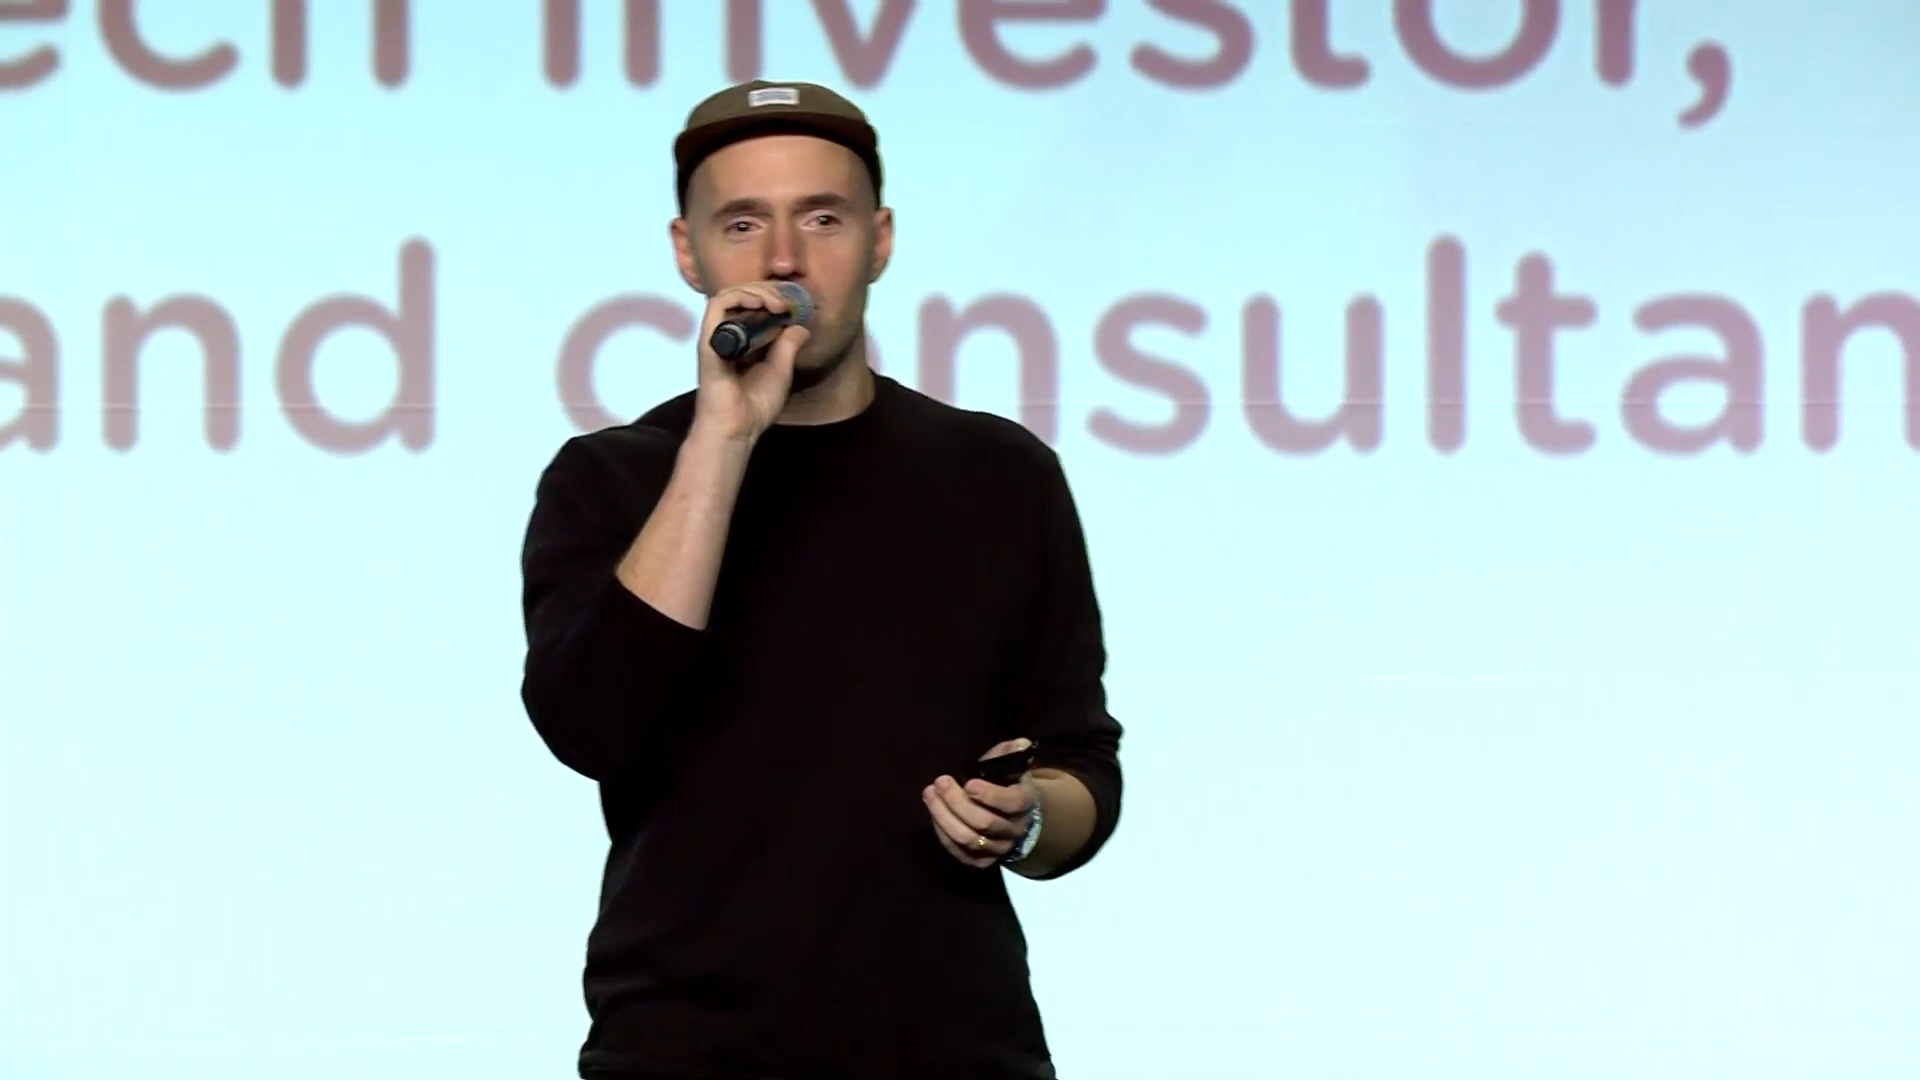 ech investor,
and consultan